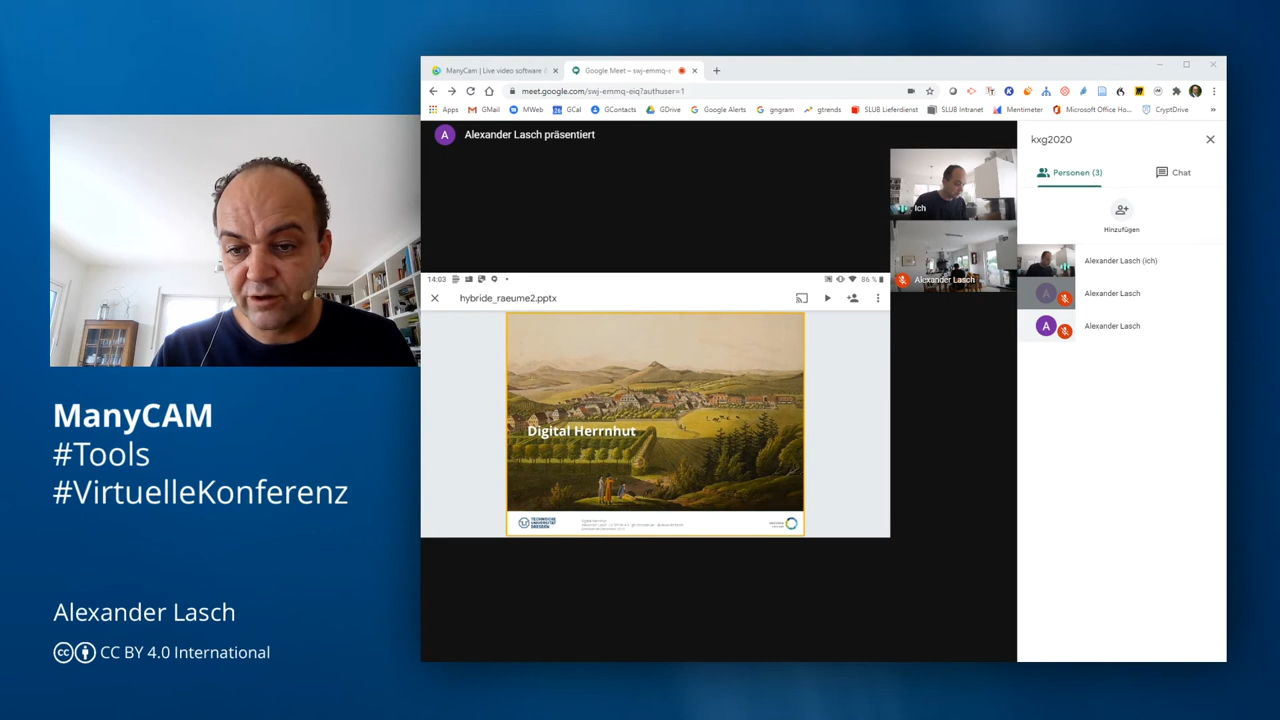 ManyCAM
#Tools
#VirtuelleKonferenz
Alexander Lasch
CC BY 4.0 International
ManyCam | Live video software
Google Meet – swj-emmq-e
meet.google.com/swj-emmq-eiq?authuser=1
Apps GMail MWeb GCal GContacts GDrive Google Alerts gngram gtrends SLUB Lieferdienst SLUB Intranet Mentimeter Microsoft Office Ho... CryptDrive »
A Alexander Lasch präsentiert
Ich
Alexander Lasch
14:03 86 %
hybride_raeume2.pptx
Digital Herrnhut
TECHNISCHE
UNIVERSITÄT
DRESDEN
kxg2020
Personen (3) Chat
Hinzufügen
Alexander Lasch (ich)
A Alexander Lasch
A Alexander Lasch